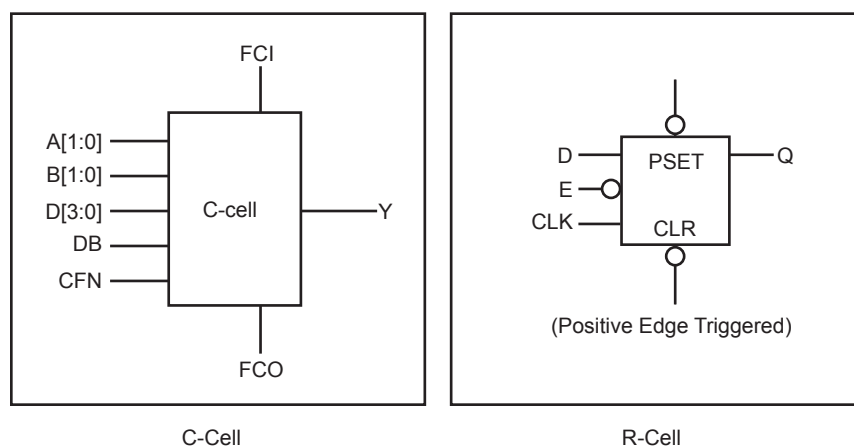 FCI
A[1:0]
B[1:0]
D[3:0]
DB
CFN
C-cell
Y
FCO
C-Cell
D
E
CLK
PSET
CLR
Q
(Positive Edge Triggered)
R-Cell